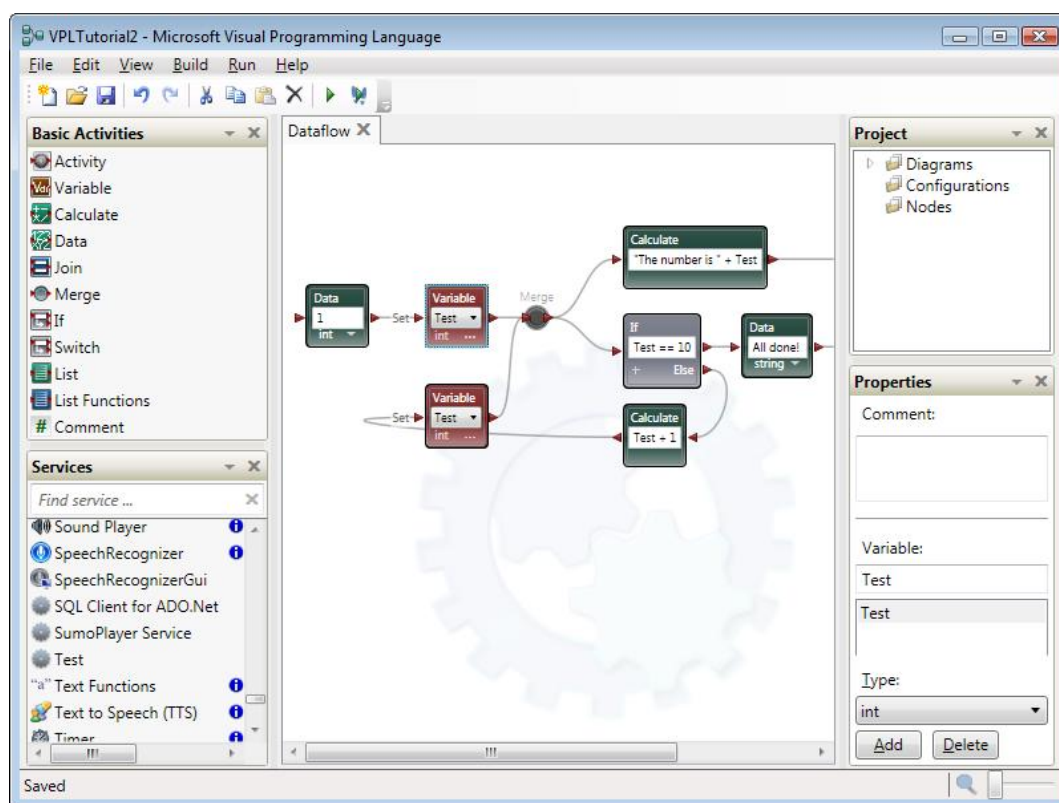 VPLTutorial2 - Microsoft Visual Programming Language
File Edit View Build Run Help
Basic Activities
Activity
Variable
Calculate
Data
Join
Merge
If
Switch
List
List Functions
# Comment
Services
Find service ...
Sound Player
SpeechRecognizer
SpeechRecognizerGui
SQL Client for ADO.Net
SumoPlayer Service
Test
"a" Text Functions
Text to Speech (TTS)
Timer
Dataflow
Calculate
"The number is " + Test
Data
1
int
Set
Variable
Test
int ...
Merge
If
Test == 10
+ Else
Data
All done!
string
Set
Variable
Test
int ...
Calculate
Test + 1
Project
Diagrams
Configurations
Nodes
Properties
Comment:
Variable:
Test
Test
Type:
int
Add Delete
Saved